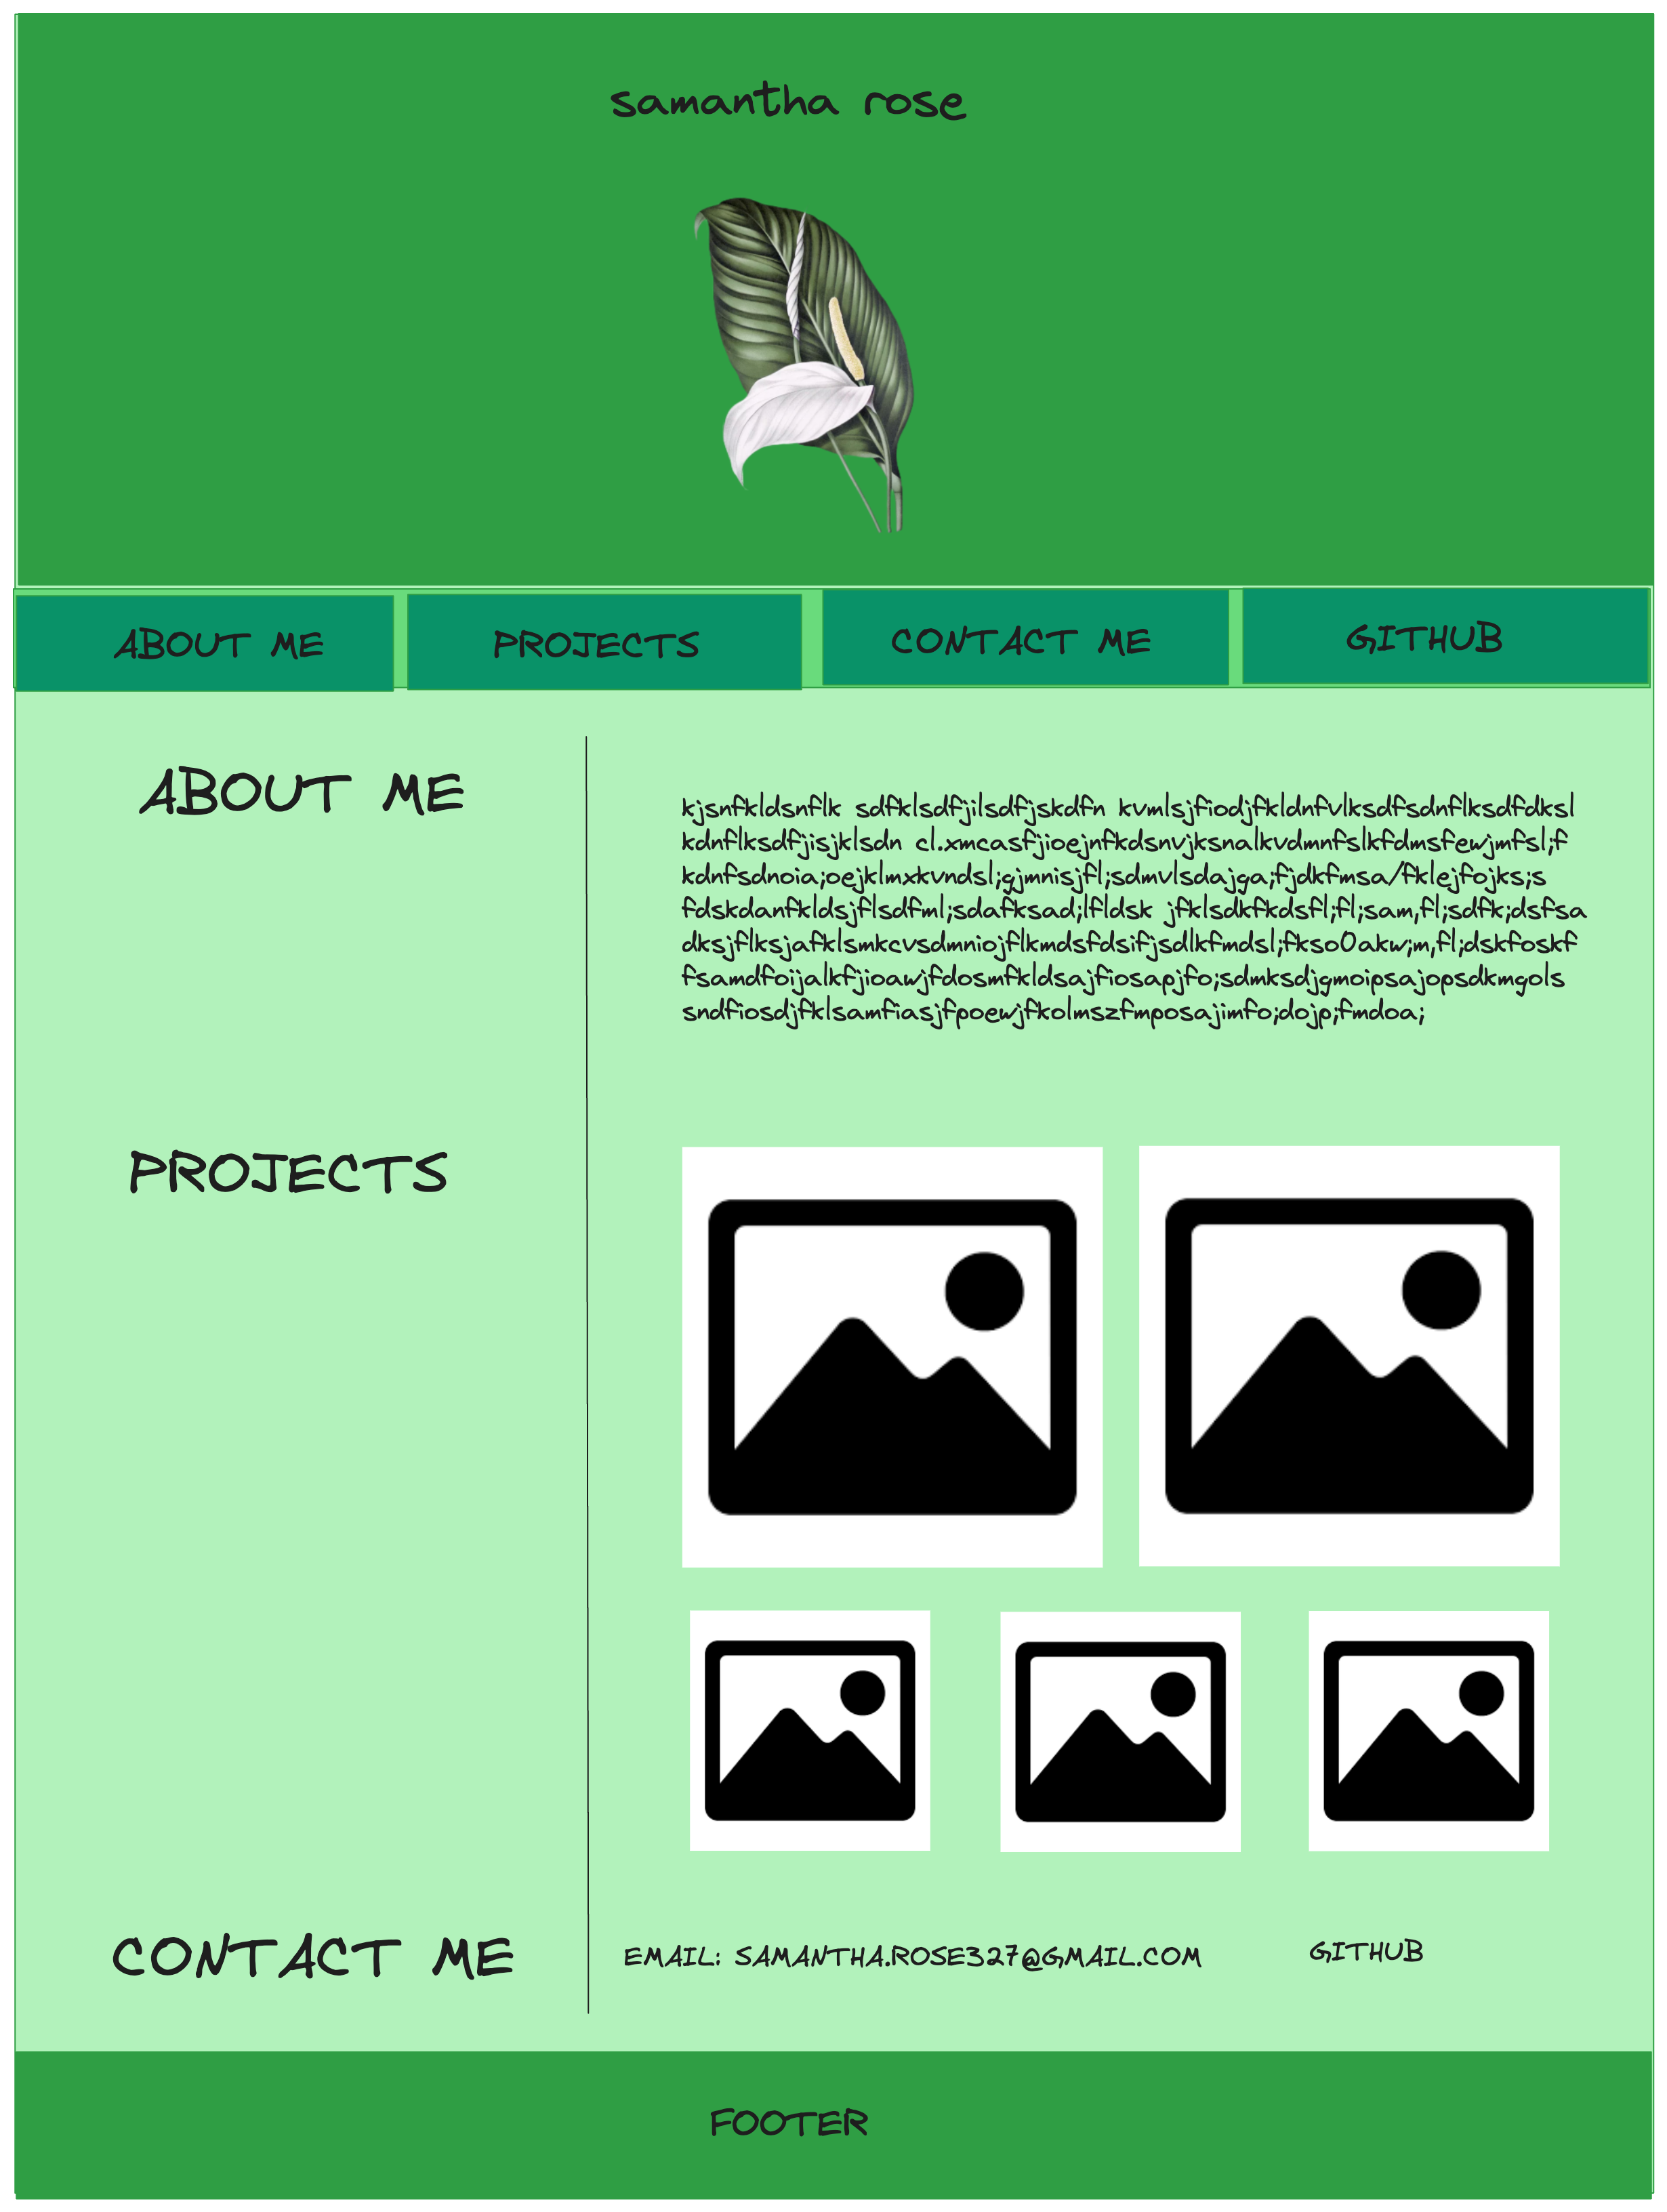 samantha rose
ABOUT ME PROJECTS CONTACT ME GITHUB
ABOUT ME
kjsnfkldsnflk sdfklsdfjilsdfjskdfn kvmlsjfiodjfkldnfvlksdfsdnflksdfdksl
kdnflksdfjisjklsdn cl.xmcasfjioejnfkdsnvjksnalkvdmnfslkfdmsfewjmfsl;f
kdnfsdnoia;oejklmxkvndsl;gjmnisjfl;sdmvlsdajga;fjdkfmsa/fklejfojks;s
fdskdanfkldsjflsdfml;sdafksad;lfldsk jfklsdkfkdsfl;fl;sam,fl;sdfk;dsfsa
dksjflksjafklsmkcvsdmniojflkmdsfdsifjsdlkfmdsl;fkso0akw;m,fl;dskfoskf
fsamdfoijalkfjioawjfdosmfkldsajfiosapjfo;sdmksdjgmoipsajopsdkmgols
sndfiosdjfklsamfiasjfpoewjfkolmszfmposajimfo;dojp;fmdoa;
PROJECTS
CONTACT ME
EMAIL: SAMANTHA.ROSE327@GMAIL.COM GITHUB
FOOTER